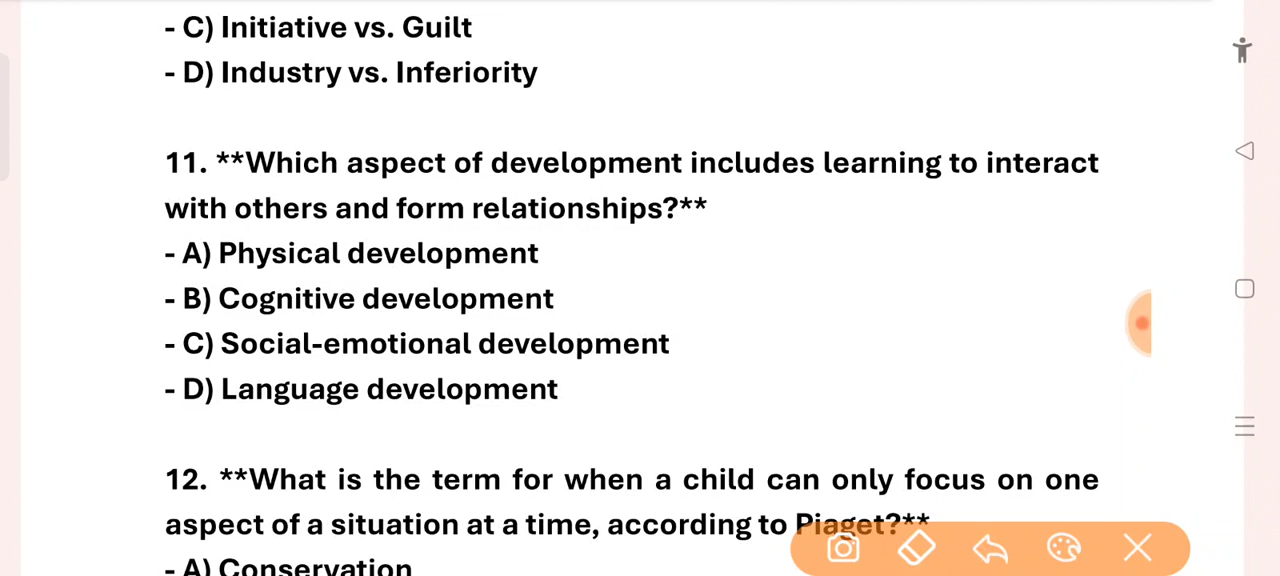 - C) Initiative vs. Guilt
- D) Industry vs. Inferiority
11. **Which aspect of development includes learning to interact
with others and form relationships?**
- A) Physical development
- B) Cognitive development
- C) Social-emotional development
- D) Language development
12. **What is the term for when a child can only focus on one
aspect of a situation at a time, according to Piaget?**
- A) Conservation